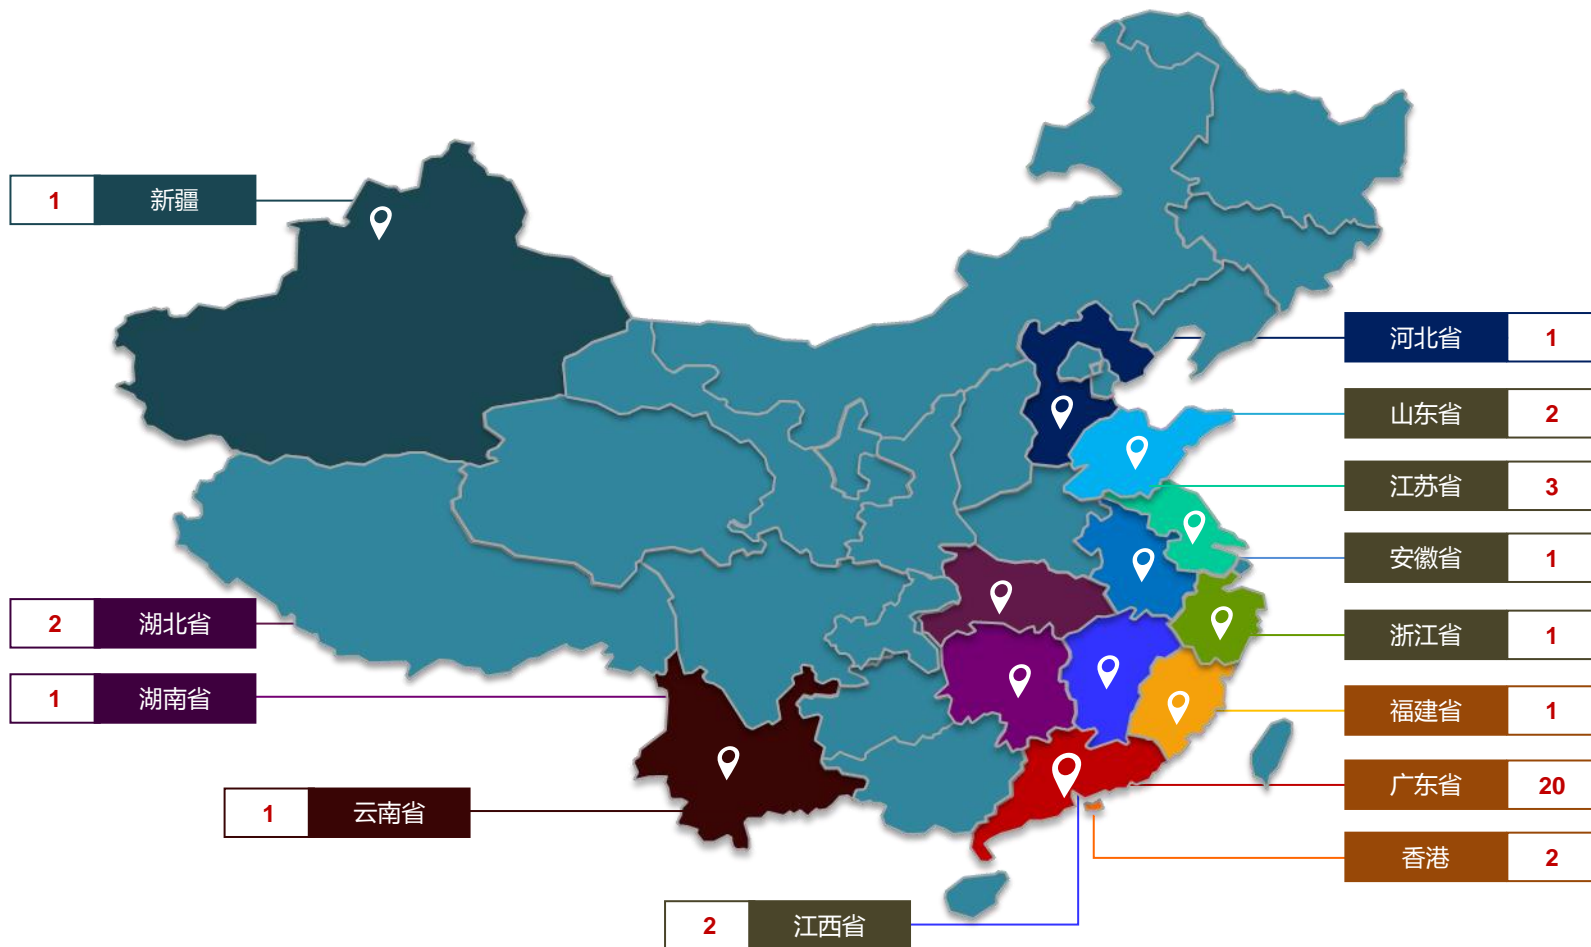 1 新疆
河北省 1
山东省 2
江苏省 3
安徽省 1
2 湖北省
浙江省 1
1 湖南省
福建省 1
广东省 20
1 云南省
香港 2
2 江西省